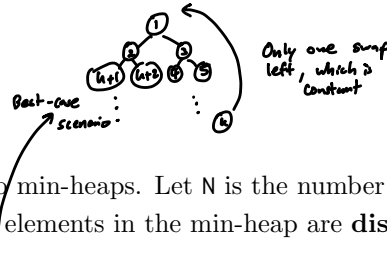 1
2 3
h+1 h+2 4 5
k
Only one swap
left, which is
constant
Best-case
scenario
min-heaps. Let N is the number
elements in the min-heap are dis